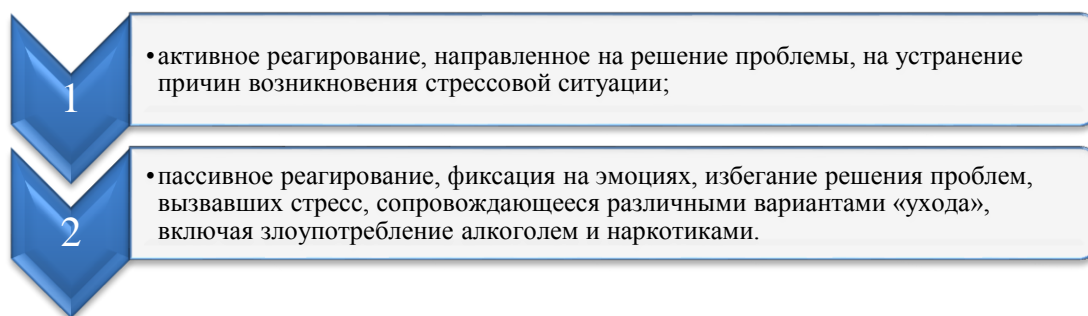 1
•активное реагирование, направленное на решение проблемы, на устранение
причин возникновения стрессовой ситуации;
2
•пассивное реагирование, фиксация на эмоциях, избегание решения проблем,
вызвавших стресс, сопровождающееся различными вариантами «ухода»,
включая злоупотребление алкоголем и наркотиками.